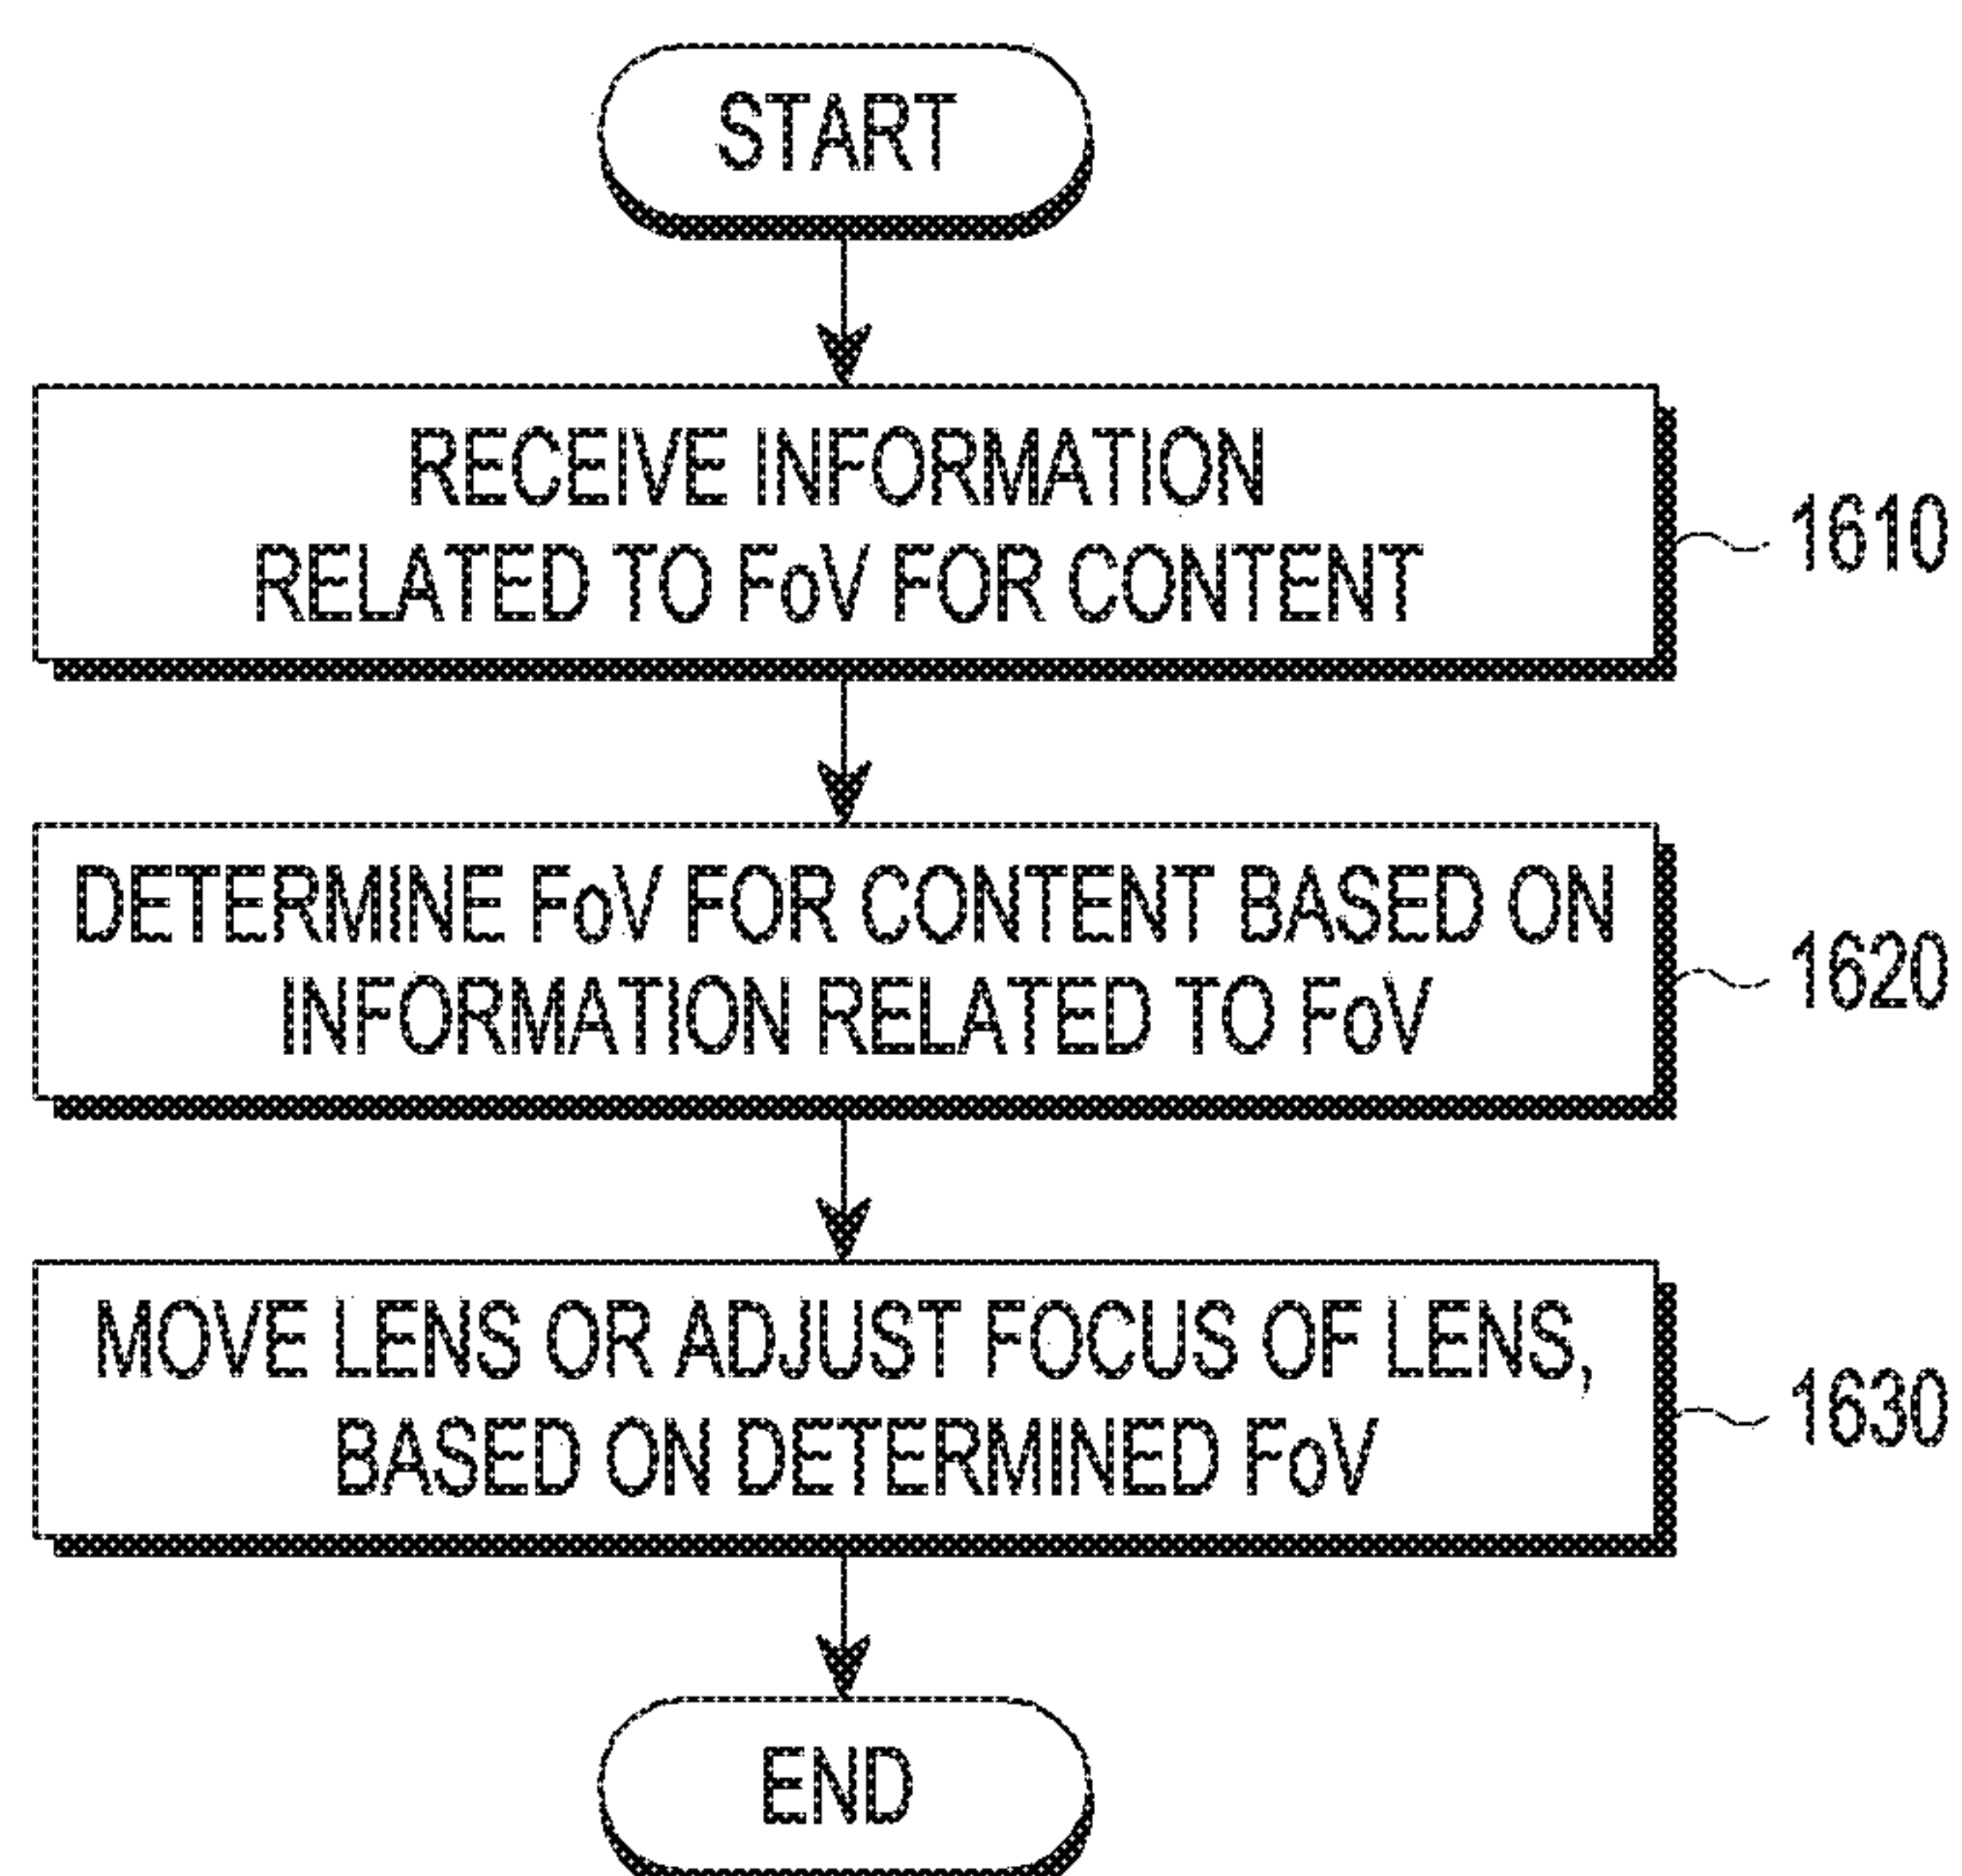 START
RECEIVE INFORMATION
RELATED TO FoV FOR CONTENT
1610
DETERMINE FoV FOR CONTENT BASED ON
INFORMATION RELATED TO FoV
1620
MOVE LENS OR ADJUST FOCUS OF LENS,
BASED ON DETERMINED FoV
1630
END